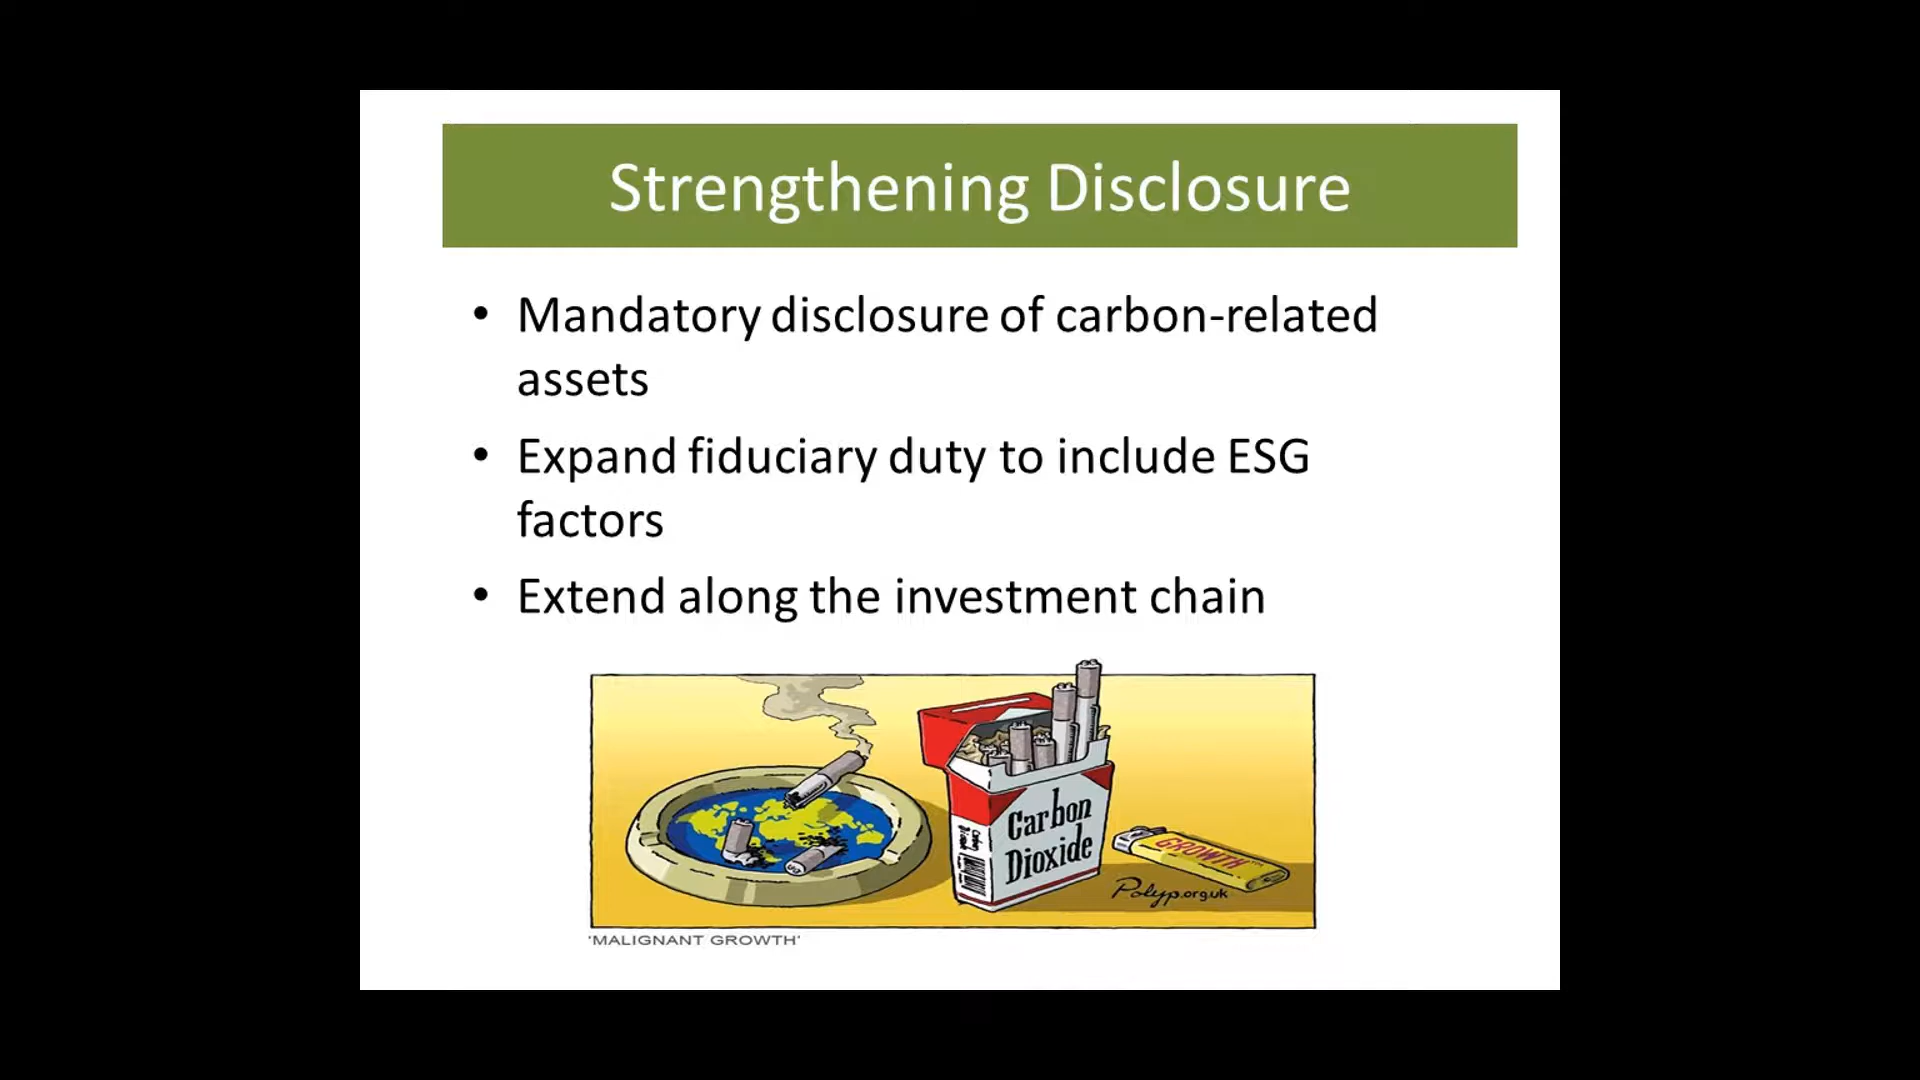 Strengthening Disclosure
• Mandatory disclosure of carbon-related
assets
• Expand fiduciary duty to include ESG
factors
• Extend along the investment chain
Carbon
Dioxide
GROWTH
Polyp.org.uk
'MALIGNANT GROWTH'